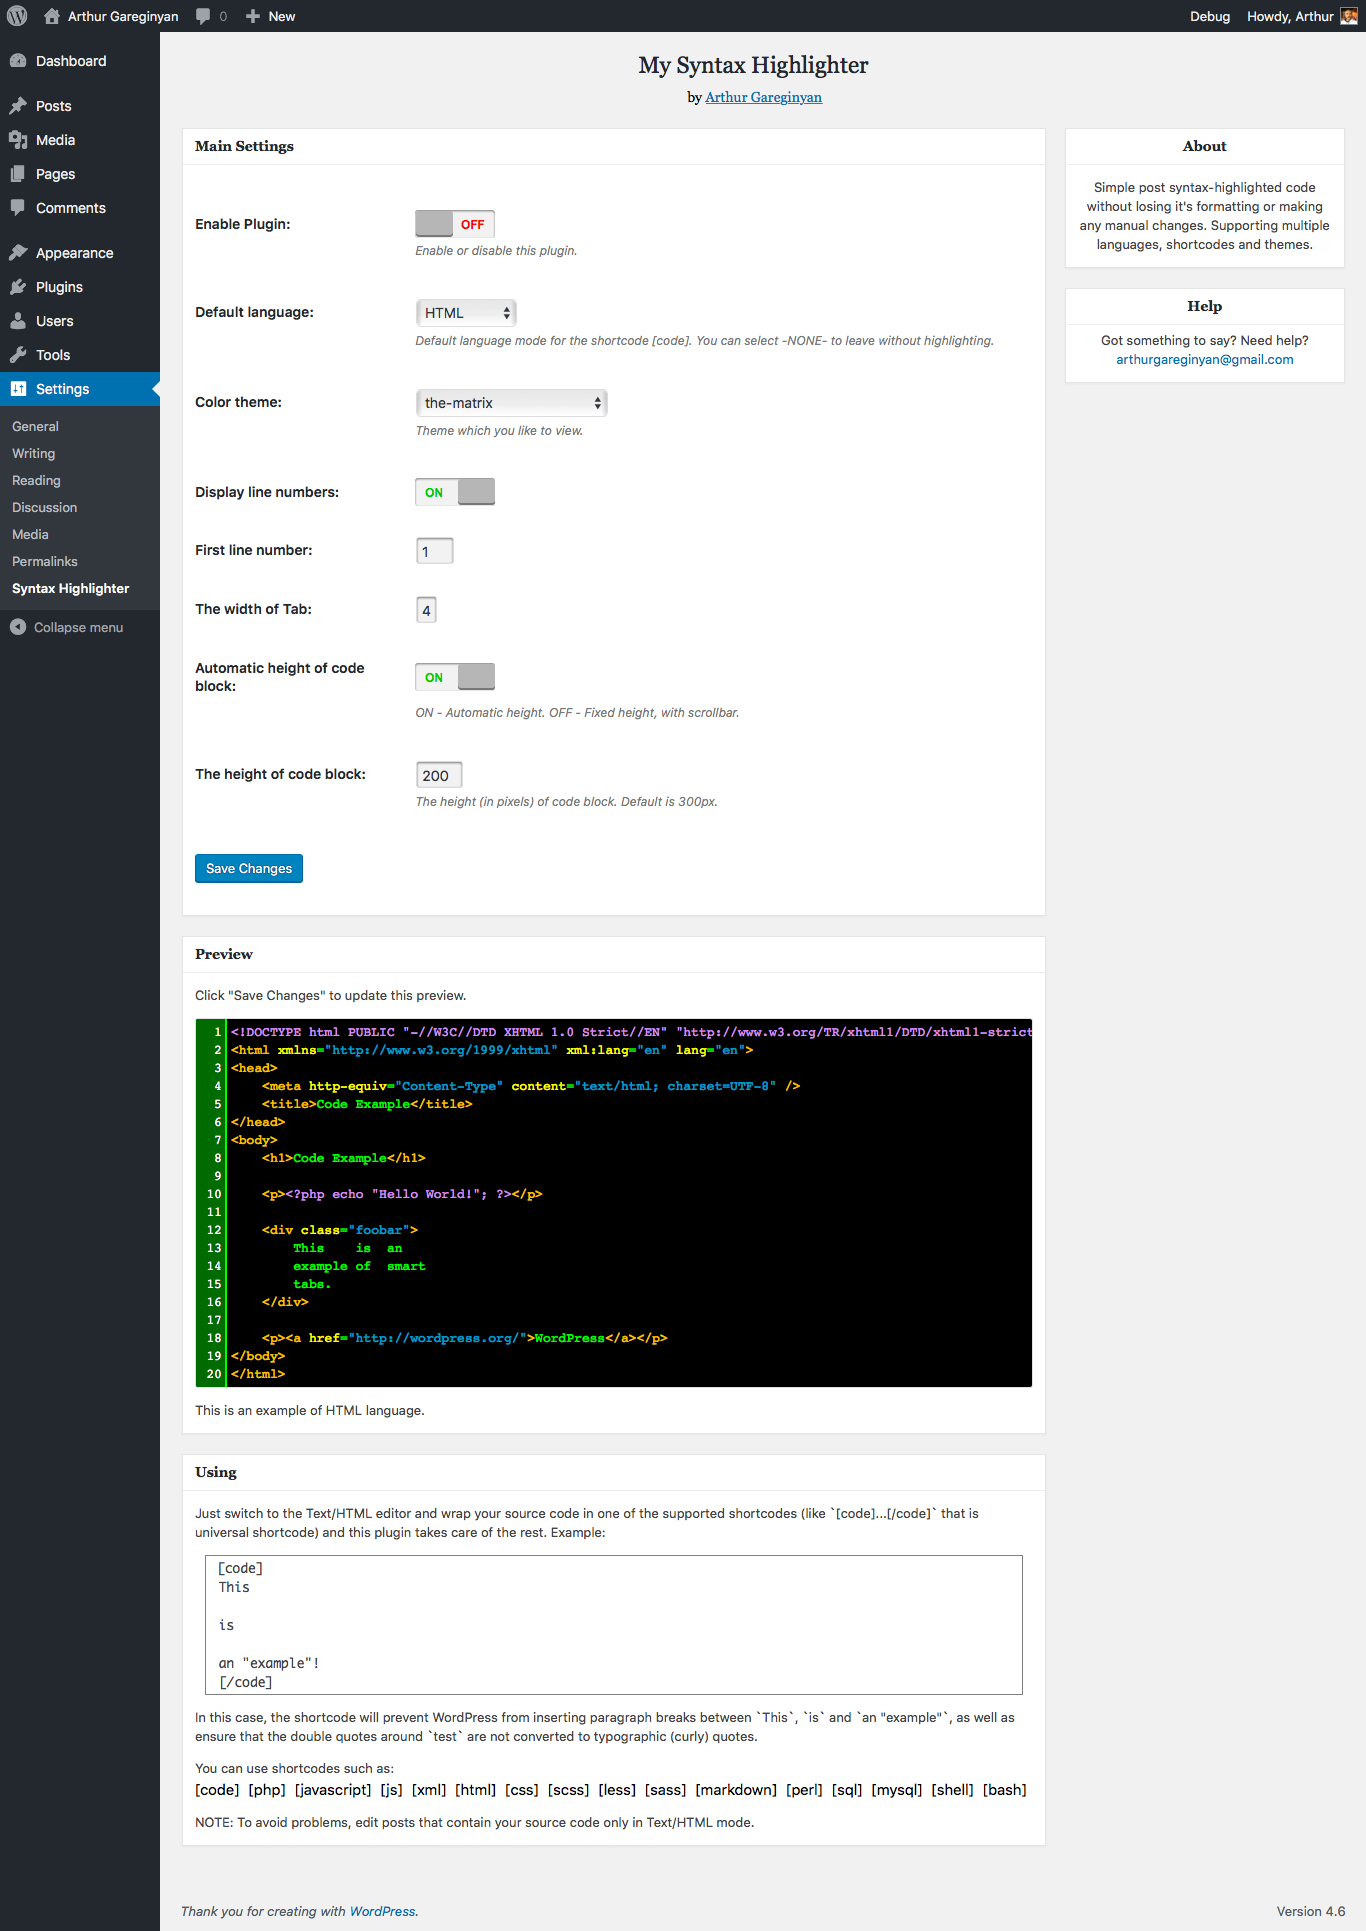 Arthur Gareginyan 0 New Debug Howdy, Arthur
Dashboard
Posts
Media
Pages
Comments
Appearance
Plugins
Users
Tools
Settings
General
Writing
Reading
Discussion
Media
Permalinks
Syntax Highlighter
Collapse menu
My Syntax Highlighter
by Arthur Gareginyan
Main Settings
Enable Plugin:
OFF
Enable or disable this plugin.
Default language:
HTML
Default language mode for the shortcode [code]. You can select -NONE- to leave without highlighting.
Color theme:
the-matrix
Theme which you like to view.
Display line numbers:
ON
First line number:
1
The width of Tab:
4
Automatic height of code
block:
ON
ON - Automatic height. OFF - Fixed height, with scrollbar.
The height of code block:
200
The height (in pixels) of code block. Default is 300px.
Save Changes
About
Simple post syntax-highlighted code
without losing it's formatting or making
any manual changes. Supporting multiple
languages, shortcodes and themes.
Help
Got something to say? Need help?
arthurgareginyan@gmail.com
Preview
Click "Save Changes" to update this preview.
1 <!DOCTYPE html PUBLIC "-//W3C//DTD XHTML 1.0 Strict//EN" "http://www.w3.org/TR/xhtml1/DTD/xhtml1-strict
2 <html xmlns="http://www.w3.org/1999/xhtml" xml:lang="en" lang="en">
3 <head>
4     <meta http-equiv="Content-Type" content="text/html; charset=UTF-8" />
5     <title>Code Example</title>
6 </head>
7 <body>
8     <h1>Code Example</h1>
9
10     <p><?php echo "Hello World!"; ?></p>
11
12     <div class="foobar">
13         This    is  an
14         example of  smart
15         tabs.
16     </div>
17
18     <p><a href="http://wordpress.org/">WordPress</a></p>
19 </body>
20 </html>
This is an example of HTML language.
Using
Just switch to the Text/HTML editor and wrap your source code in one of the supported shortcodes (like `[code]...[/code]` that is
universal shortcode) and this plugin takes care of the rest. Example:
[code]
This
is
an "example"!
[/code]
In this case, the shortcode will prevent WordPress from inserting paragraph breaks between `This`, `is` and `an "example"`, as well as
ensure that the double quotes around `test` are not converted to typographic (curly) quotes.
You can use shortcodes such as:
[code] [php] [javascript] [js] [xml] [html] [css] [scss] [less] [sass] [markdown] [perl] [sql] [mysql] [shell] [bash]
NOTE: To avoid problems, edit posts that contain your source code only in Text/HTML mode.
Thank you for creating with WordPress.
Version 4.6